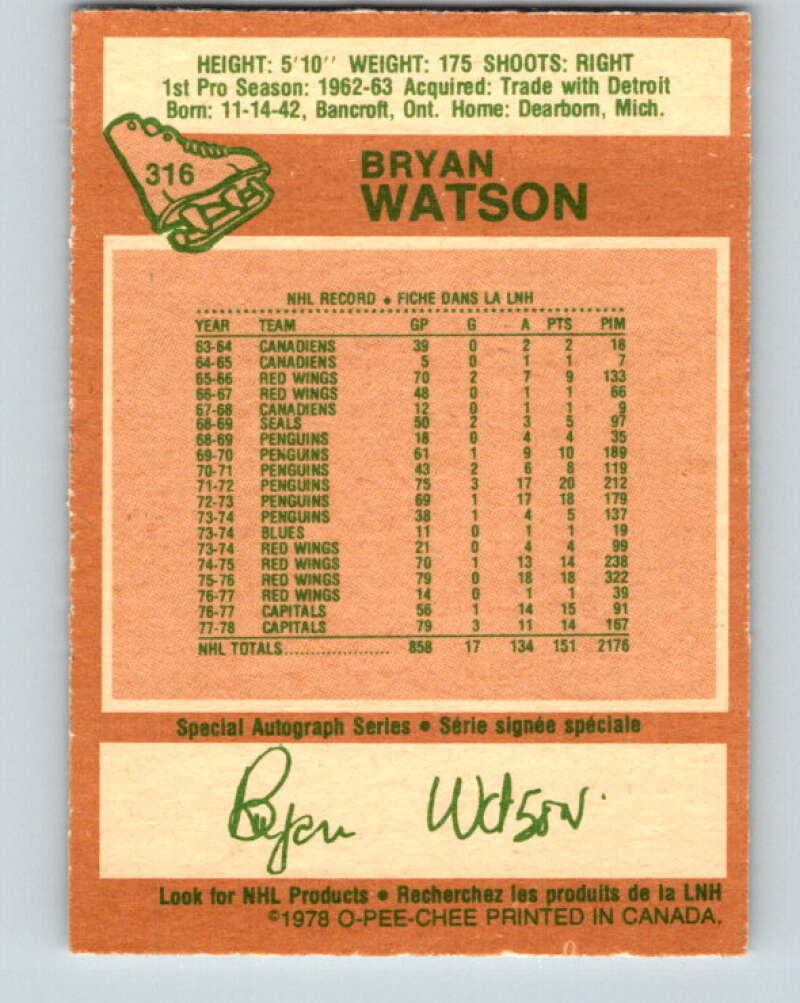 HEIGHT: 5'10" WEIGHT: 175 SHOOTS: RIGHT
1st Pro Season: 1962-63 Acquired: Trade with Detroit
Born: 11-14-42, Bancroft, Ont. Home: Dearborn, Mich.
316
BRYAN
WATSON
NHL RECORD • FICHE DANS LA LNH
YEAR TEAM GP G A PTS PIM
63-64 CANADIENS 39 0 2 2 18
64-65 CANADIENS 5 0 1 1 7
65-66 RED WINGS 70 2 7 9 133
66-67 RED WINGS 48 0 1 1 66
67-68 CANADIENS 12 0 1 1 9
68-69 SEALS 50 2 3 5 97
68-69 PENGUINS 18 0 4 4 35
69-70 PENGUINS 61 1 9 10 189
70-71 PENGUINS 43 2 6 8 119
71-72 PENGUINS 75 3 17 20 212
72-73 PENGUINS 69 1 17 18 179
73-74 PENGUINS 38 1 4 5 137
73-74 BLUES 11 0 1 1 19
73-74 RED WINGS 21 0 4 4 99
74-75 RED WINGS 70 1 13 14 238
75-76 RED WINGS 79 0 18 18 322
76-77 RED WINGS 14 0 1 1 39
76-77 CAPITALS 56 1 14 15 91
77-78 CAPITALS 79 3 11 14 167
NHL TOTALS.................... 858 17 134 151 2176
Special Autograph Series • Série signée spéciale
Bryan Watson
Look for NHL Products • Recherchez les produits de la LNH
©1978 O-PEE-CHEE PRINTED IN CANADA.